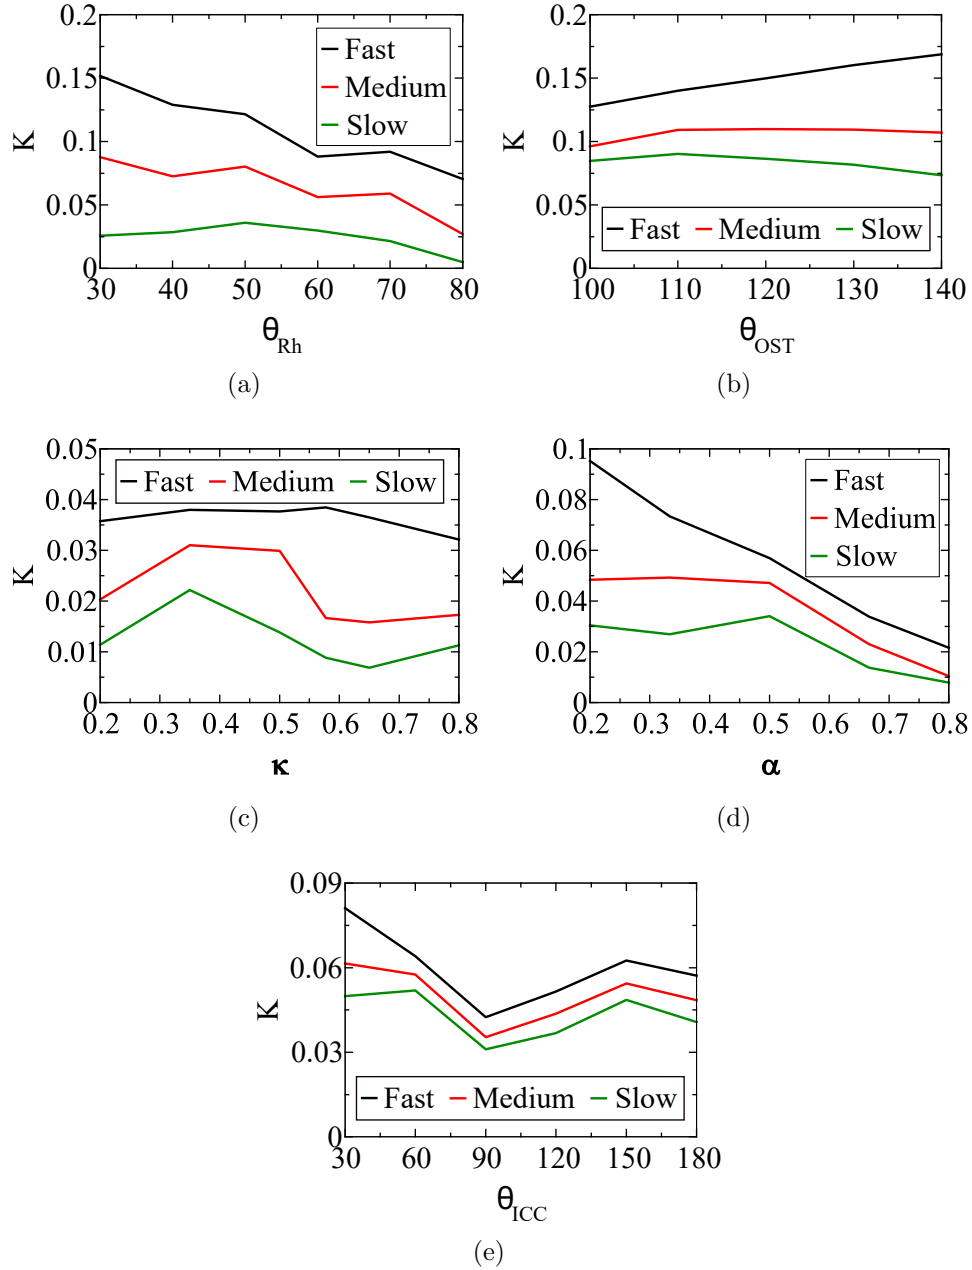 0.2
0.15
0.1
0.05
0
K
Fast
Medium
Slow
30 40 50 60 70 80
θRh
(a)
0.2
0.15
0.1
0.05
0
K
Fast Medium Slow
100 110 120 130 140
θOST
(b)
0.05
0.04
0.03
0.02
0.01
0
K
Fast Medium Slow
0.2 0.3 0.4 0.5 0.6 0.7 0.8
κ
(c)
0.1
0.08
0.06
0.04
0.02
0
K
Fast
Medium
Slow
0.2 0.3 0.4 0.5 0.6 0.7 0.8
α
(d)
0.09
0.06
0.03
0
K
Fast Medium Slow
30 60 90 120 150 180
θICC
(e)